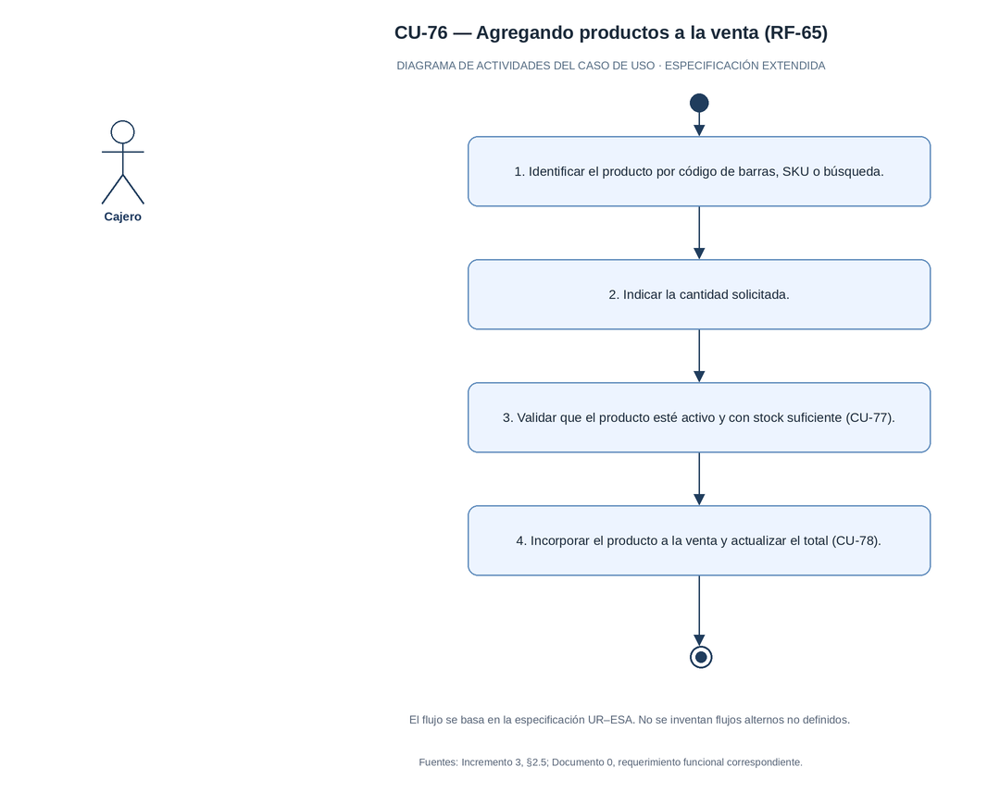 CU-76 — Agregando productos a la venta (RF-65)
DIAGRAMA DE ACTIVIDADES DEL CASO DE USO · ESPECIFICACIÓN EXTENDIDA
Cajero
1. Identificar el producto por código de barras, SKU o búsqueda.
2. Indicar la cantidad solicitada.
3. Validar que el producto esté activo y con stock suficiente (CU-77).
4. Incorporar el producto a la venta y actualizar el total (CU-78).
El flujo se basa en la especificación UR–ESA. No se inventan flujos alternos no definidos.
Fuentes: Incremento 3, §2.5; Documento 0, requerimiento funcional correspondiente.